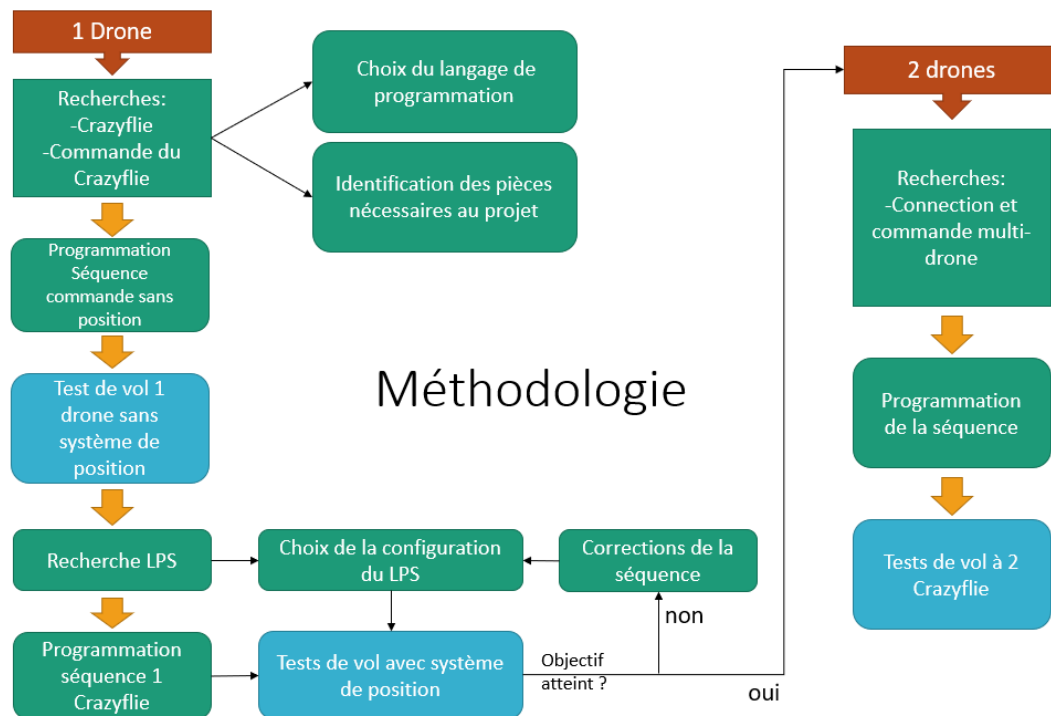 1 Drone
Recherches:
-Crazyflie
-Commande du
Crazyflie
Choix du langage de
programmation
Identification des pièces
nécessaires au projet
Programmation
Séquence
commande sans
position
Test de vol 1
drone sans
système de
position
Recherche LPS
Choix de la configuration
du LPS
Corrections de la
séquence
Programmation
séquence 1
Crazyflie
Tests de vol avec système
de position
Objectif
atteint ?
non
oui
Méthodologie
2 drones
Recherches:
-Connection et
commande multi-
drone
Programmation
de la séquence
Tests de vol à 2
Crazyflie